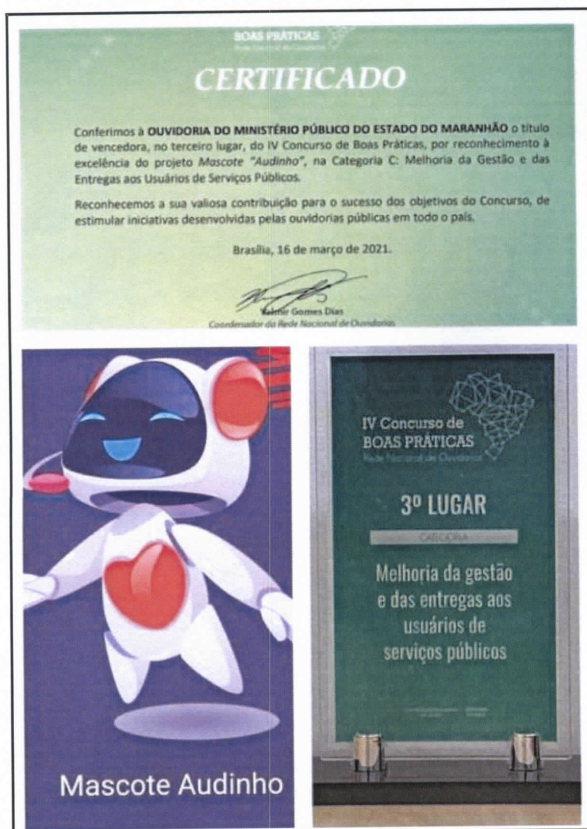 BOAS PRÁTICAS
Rede Nacional de Ouvidorias
CERTIFICADO
Conferimos à OUVIDORIA DO MINISTÉRIO PÚBLICO DO ESTADO DO MARANHÃO o título
de vencedora, no terceiro lugar, do IV Concurso de Boas Práticas, por reconhecimento à
excelência do projeto Mascote "Audinho", na Categoria C: Melhoria da Gestão e das
Entregas aos Usuários de Serviços Públicos.
Reconhecemos a sua valiosa contribuição para o sucesso dos objetivos do Concurso, de
estimular iniciativas desenvolvidas pelas ouvidorias públicas em todo o país.
Brasília, 16 de março de 2021.
Valmir Gomes Dias
Coordenador da Rede Nacional de Ouvidorias
Mascote Audinho
IV Concurso de
BOAS PRÁTICAS
Rede Nacional de Ouvidorias
3º LUGAR
CATEGORIA
Melhoria da gestão
e das entregas aos
usuários de
serviços públicos